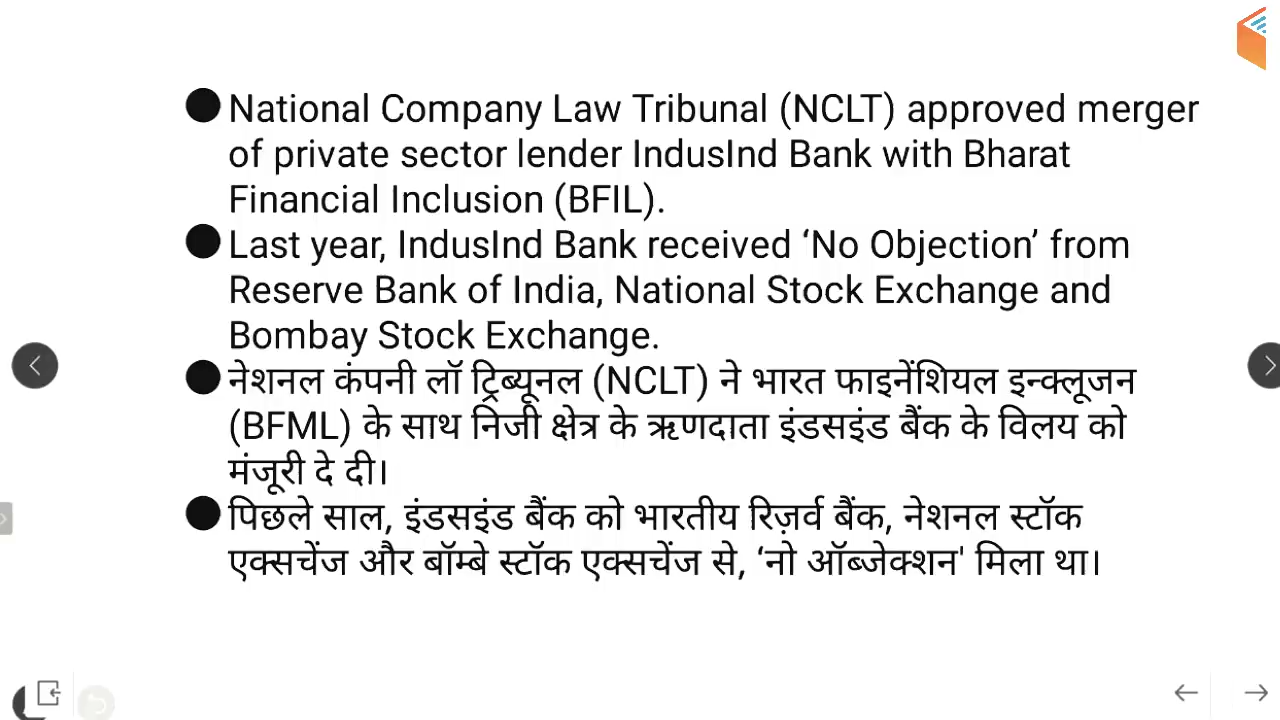 ●National Company Law Tribunal (NCLT) approved merger
of private sector lender IndusInd Bank with Bharat
Financial Inclusion (BFIL).
●Last year, IndusInd Bank received ‘No Objection’ from
Reserve Bank of India, National Stock Exchange and
Bombay Stock Exchange.
●नेशनल कंपनी लॉ ट्रिब्यूनल (NCLT) ने भारत फाइनेंशियल इन्क्लूजन
(BFML) के साथ निजी क्षेत्र के ऋणदाता इंडसइंड बैंक के विलय को
मंजूरी दे दी।
●पिछले साल, इंडसइंड बैंक को भारतीय रिज़र्व बैंक, नेशनल स्टॉक
एक्सचेंज और बॉम्बे स्टॉक एक्सचेंज से, ‘नो ऑब्जेक्शन' मिला था।